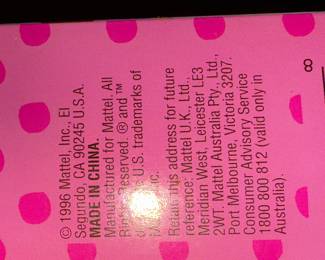 © 1996 Mattel, Inc., El
Segundo, CA 90245 U.S.A.
MADE IN CHINA.
Manufactured for Mattel. All
Reserved. ® and ™
U.S. trademarks of
Inc.
Retain this address for future
reference: Mattel U.K., Ltd.,
Meridian West, Leicester LE3
2WT. Mattel Australia Pty., Ltd.,
Port Melbourne, Victoria 3207.
Consumer Advisory Service
1800 800 812 (valid only in
Australia).
8